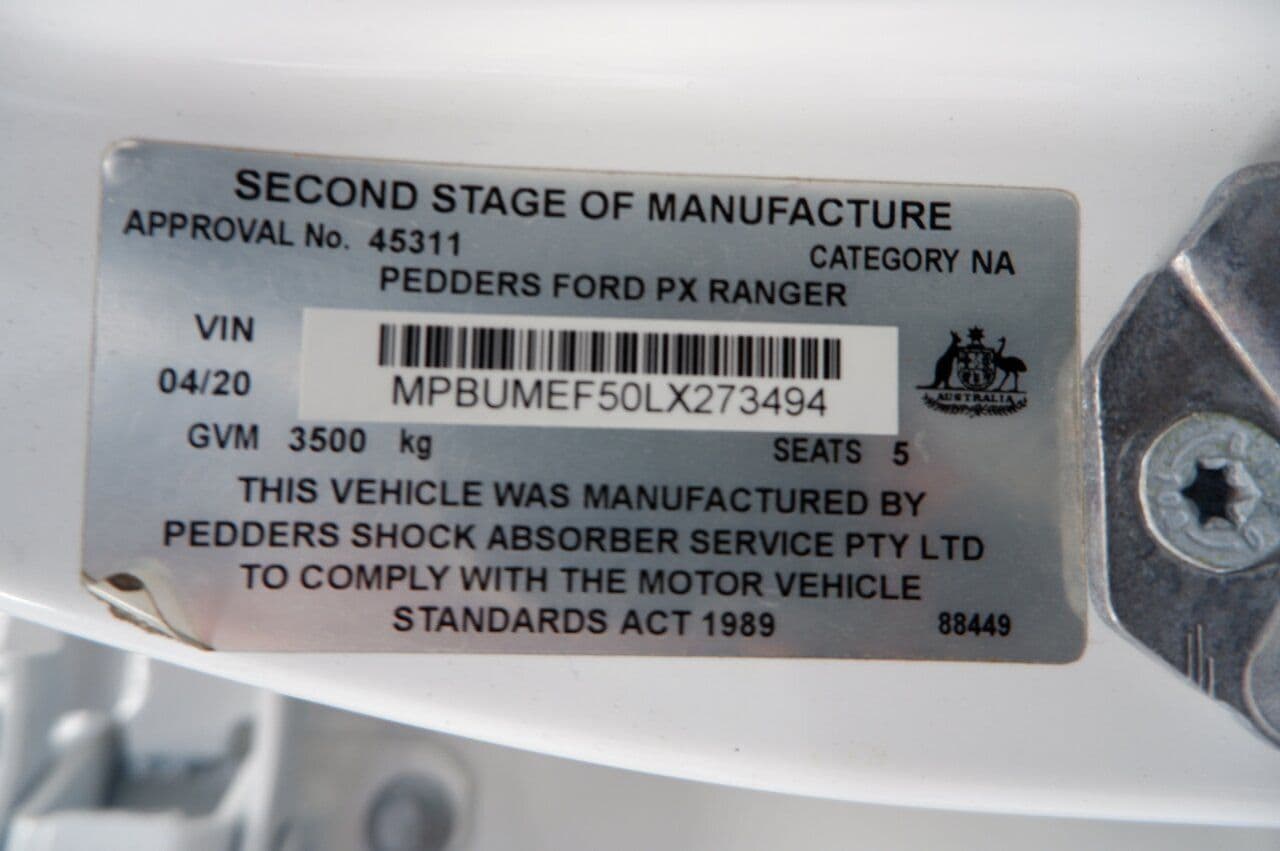 SECOND STAGE OF MANUFACTURE
APPROVAL No. 45311
CATEGORY NA
PEDDERS FORD PX RANGER
VIN
04/20
MPBUMEF50LX273494
AUSTRALIA
GVM 3500 kg
SEATS 5
THIS VEHICLE WAS MANUFACTURED BY
PEDDERS SHOCK ABSORBER SERVICE PTY LTD
TO COMPLY WITH THE MOTOR VEHICLE
STANDARDS ACT 1989
88449